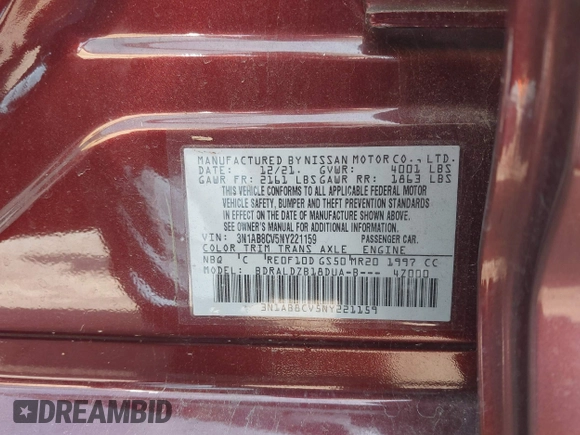 MANUFACTURED BY NISSAN MOTOR CO., LTD.
DATE: 12/21. GVWR: 4001 LBS
GAWR FR: 2161 LBS GAWR RR: 1863 LBS
THIS VEHICLE CONFORMS TO ALL APPLICABLE FEDERAL MOTOR
VEHICLE SAFETY, BUMPER AND THEFT PREVENTION STANDARDS
IN EFFECT ON THE DATE OF MANUFACTURE SHOWN ABOVE.
SEE OWNER'S MANUAL FOR ADDITIONAL INFORMATION.
VIN: 3N1AB8CV5NY221159 PASSENGER CAR.
COLOR TRIM TRANS AXLE ENGINE
NBQ C RE0F10D GS50 MR20 1997 CC
MODEL: BDRALDZB18DUA-B--- 47000
3N1AB8CV5NY221159
DREAMBID